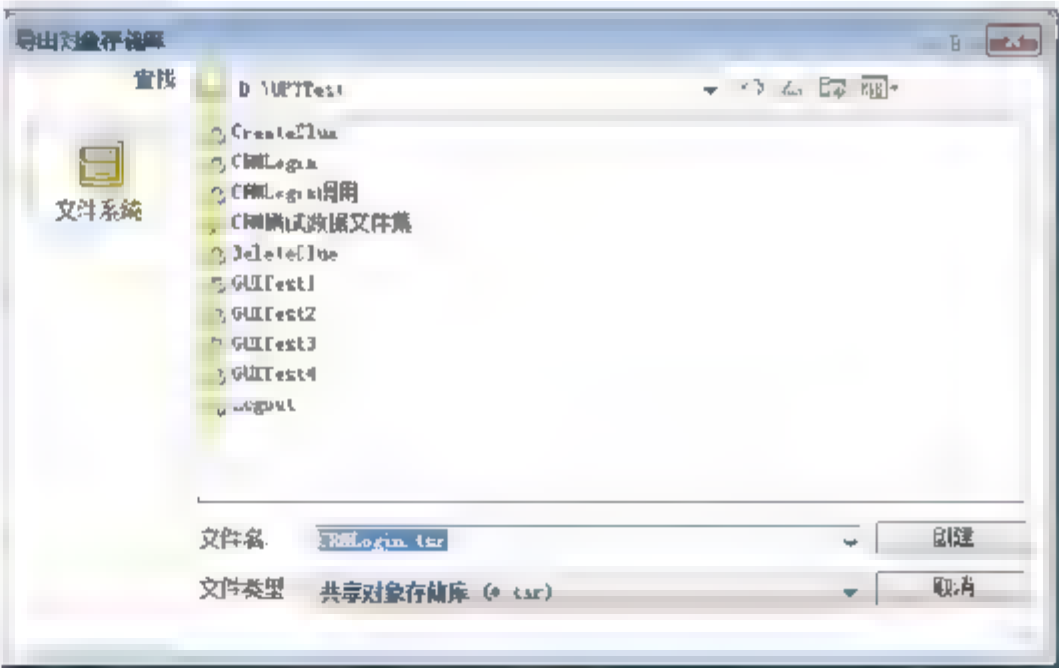 导出对象存储库
查找
D:\UFTTest
CreateClue
CRMLogin
CRMLogin调用
CRM测试数据文件集
DeleteClue
GUITest1
GUITest2
GUITest3
GUITest4
Logout
文件系统
文件名:
CRMLogin.tsr
创建
文件类型
共享对象存储库 (*.tsr)
取消